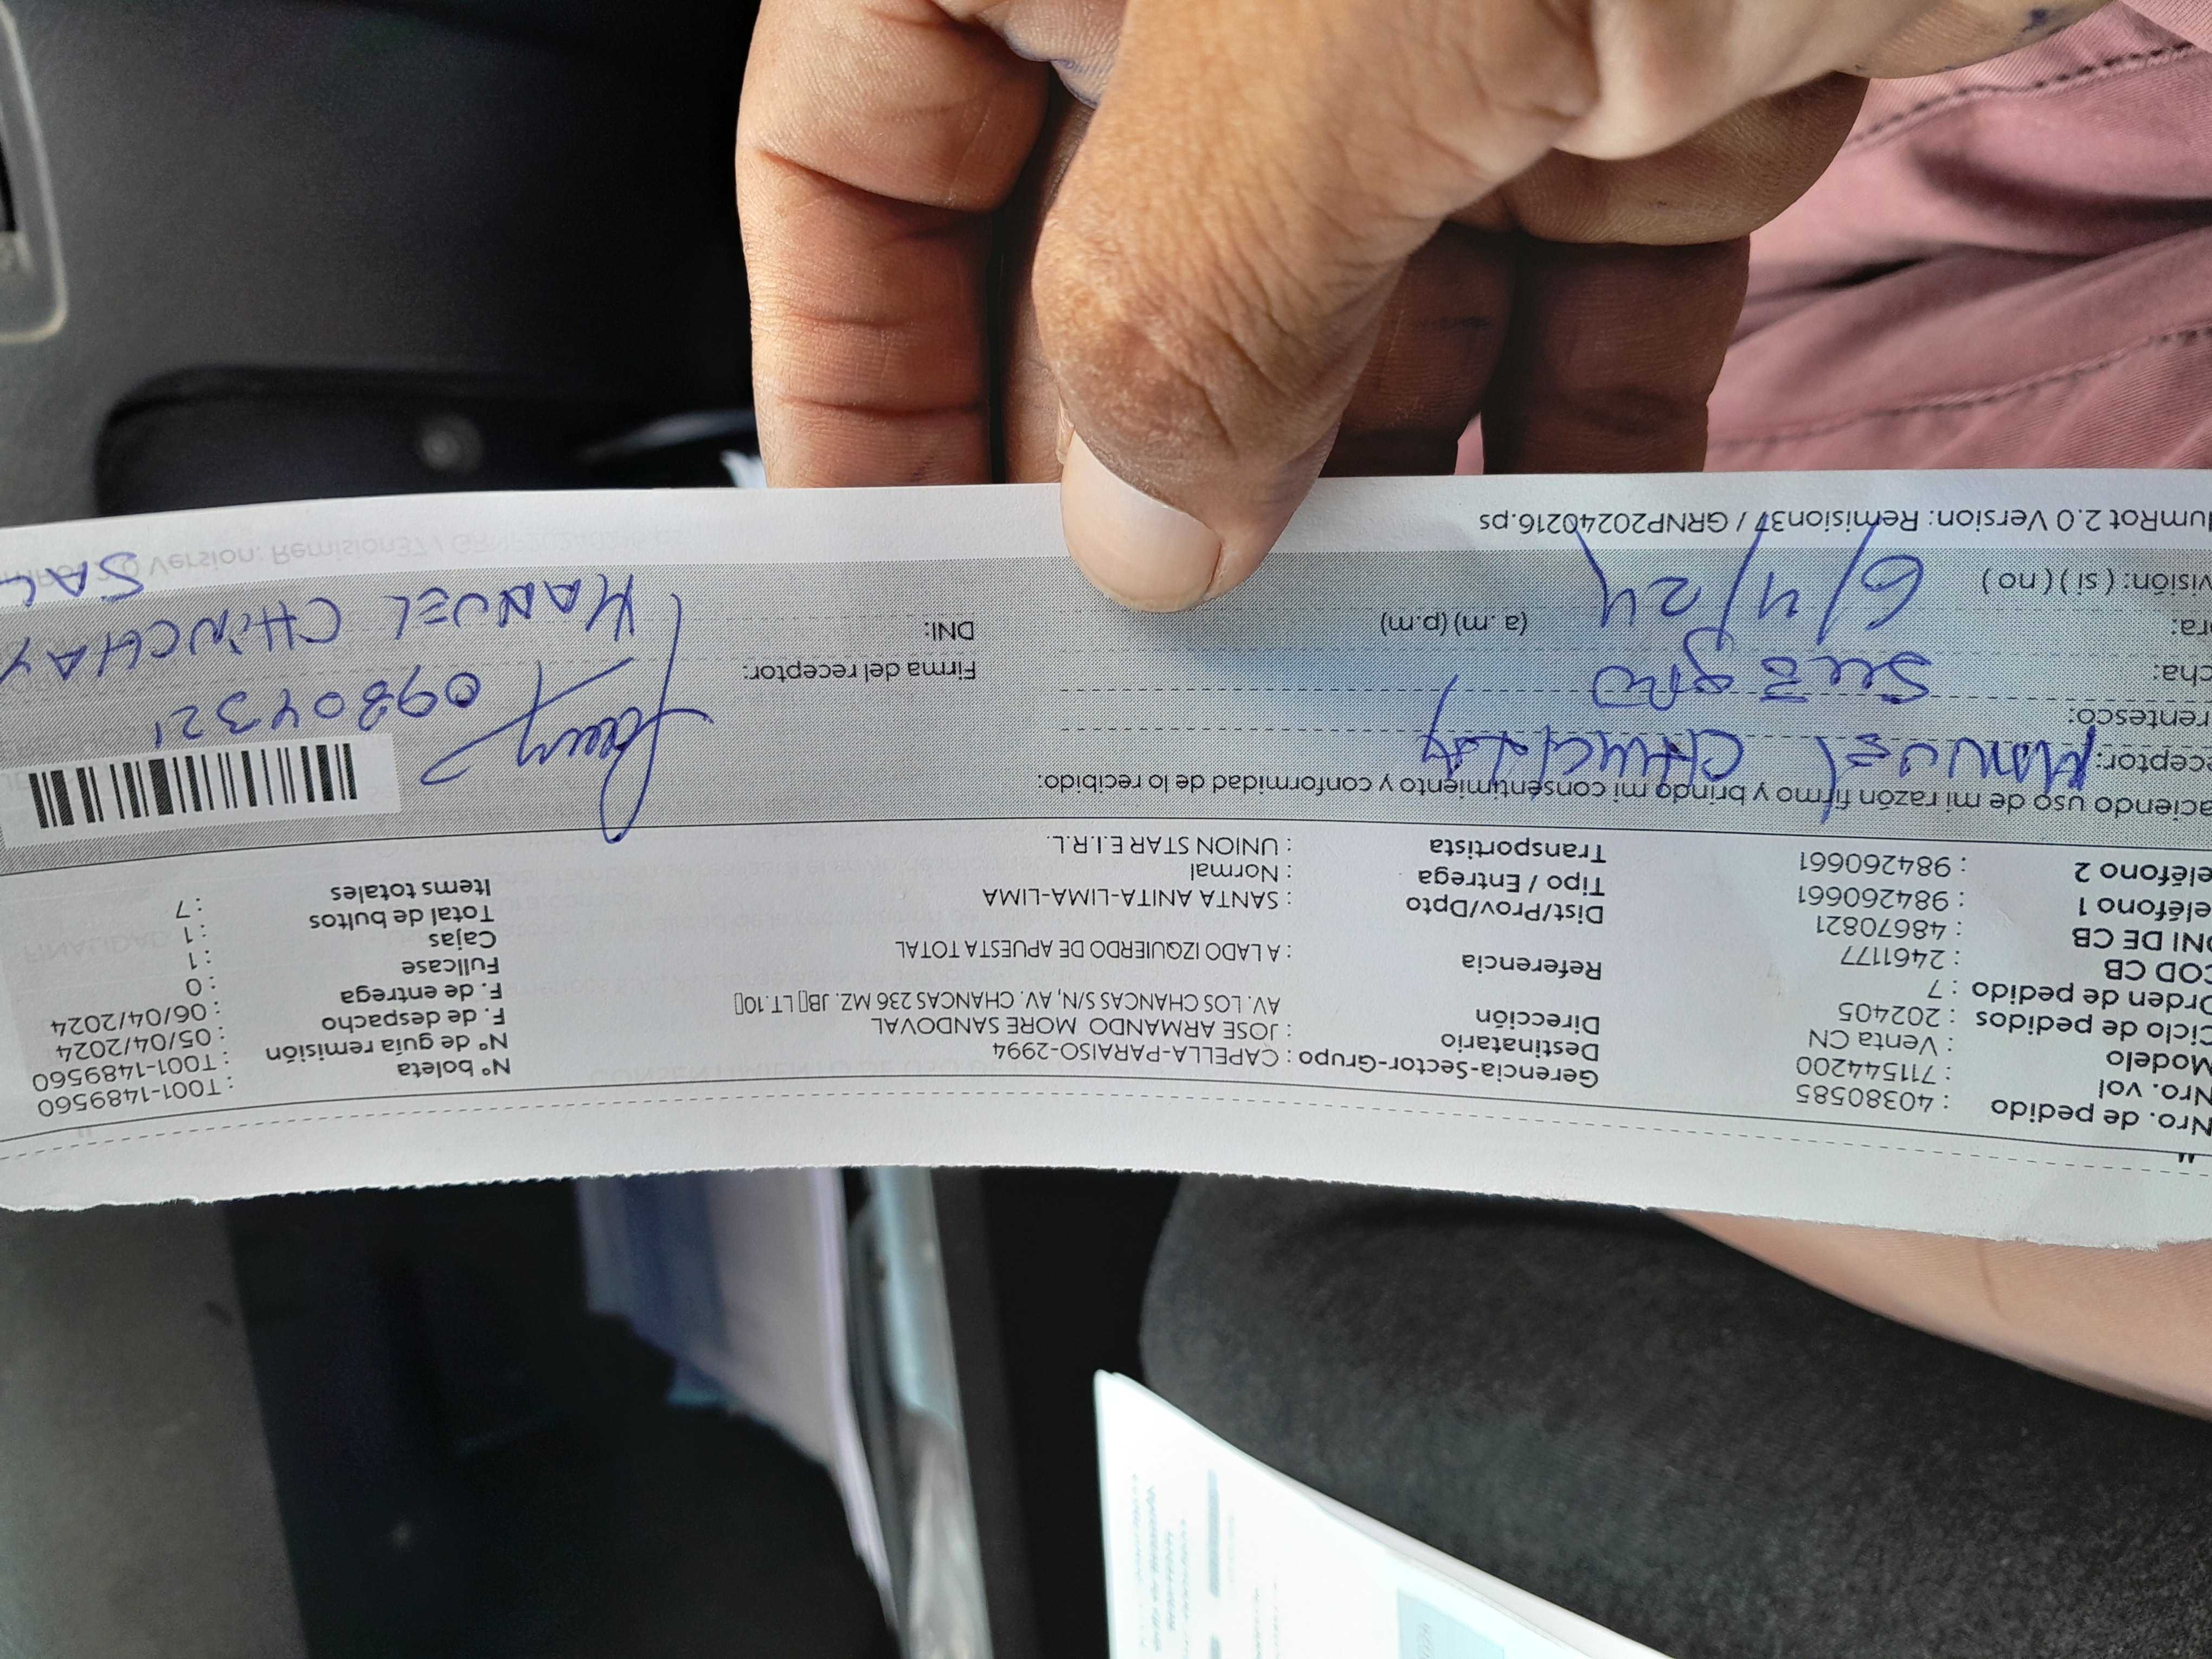 Nro. de pedido : 40380585
Nro. vol : 711544200
Modelo : Venta CN
Ciclo de pedidos : 202405
Orden de pedido : 7
COD CB : 2461177
DNI DE CB : 48670821
eléfono 1 : 984260661
eléfono 2 : 984260661
Gerencia-Sector-Grupo : CAPELLA-PARAISO-2994
Destinatario : JOSE ARMANDO MORE SANDOVAL
Dirección AV. LOS CHANCAS S/N, AV. CHANCAS 236 MZ. JB▯ LT.10▯
Referencia : A LADO IZQUIERDO DE APUESTA TOTAL
Dist/Prov/Dpto : SANTA ANITA-LIMA-LIMA
Tipo / Entrega : Normal
Transportista : UNION STAR E.I.R.L.
N° boleta : T001-1489560
N° de guía remisión : T001-1489560
F. de despacho : 05/04/2024
F. de entrega : 06/04/2024
Fullcase : 0
Cajas : 1
Total de bultos : 1
Items totales : 7
aciendo uso de mi razón firmo y brindo mi consentimiento y conformidad de lo recibido:
ceptor: MANUEL CHINCHAY
rentesco:
cha: 
ora: 6/4/24 (a.m) (p.m)
visión: ( si ) ( no )
Firma del receptor:
09804321
DNI:
MANUEL CHINCHAY
SAL
umRot 2.0 Version: Remision37 / GRNP20240216.ps